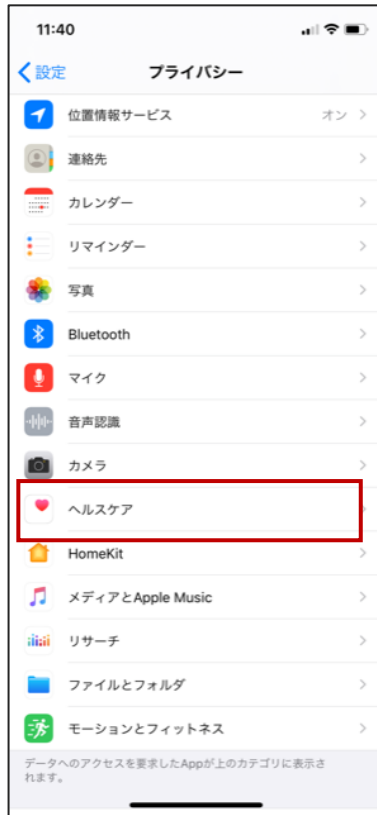 11:40
設定
プライバシー
位置情報サービス オン
連絡先
カレンダー
リマインダー
写真
Bluetooth
マイク
音声認識
カメラ
ヘルスケア
HomeKit
メディアとApple Music
リサーチ
ファイルとフォルダ
モーションとフィットネス
データへのアクセスを要求したAppが上のカテゴリに表示さ
れます。